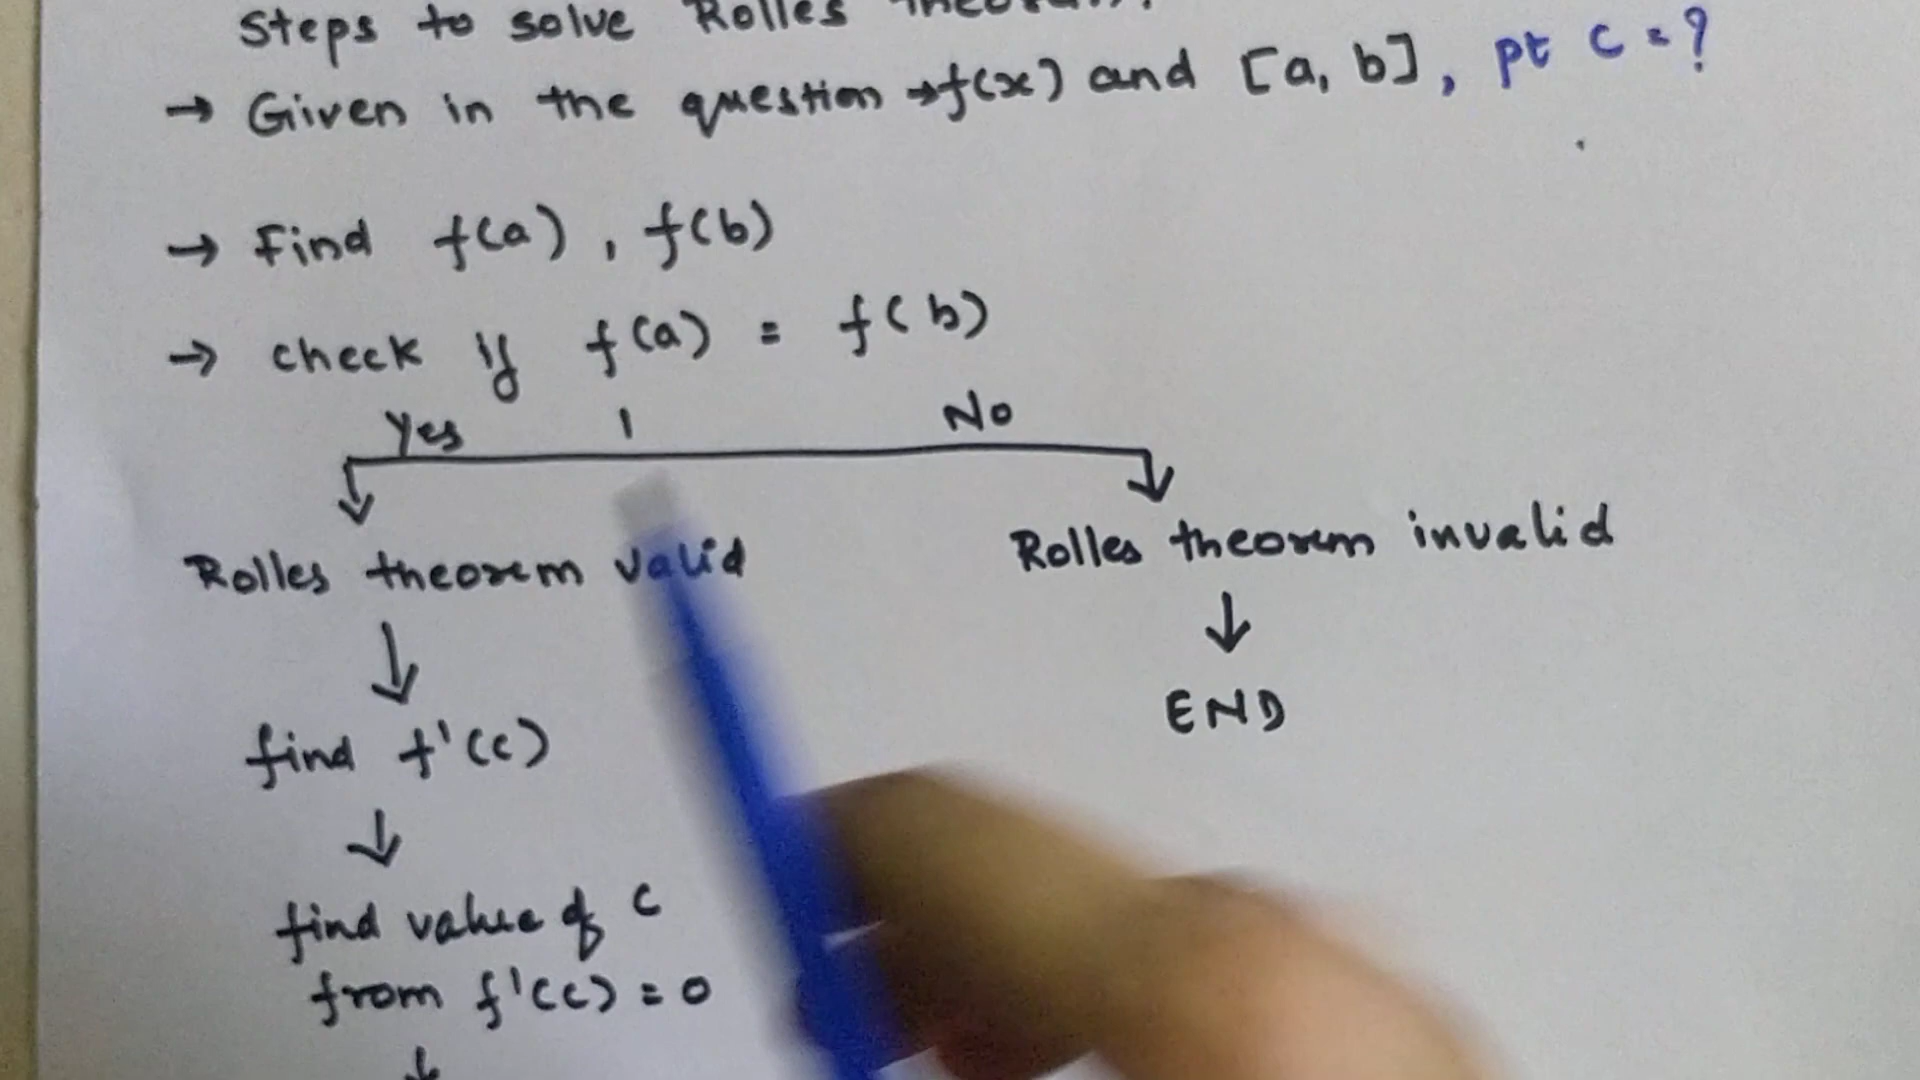 Steps to solve Rolles Theorem.
→ Given in the question → f(x) and [a, b], pt c = ?
→ Find f(a), f(b)
→ check if f(a) = f(b)
Yes No
Rolles theorem valid Rolles theorem invalid
↓ ↓
find f'(c) END
↓
find value of c
from f'(c) = 0
↓